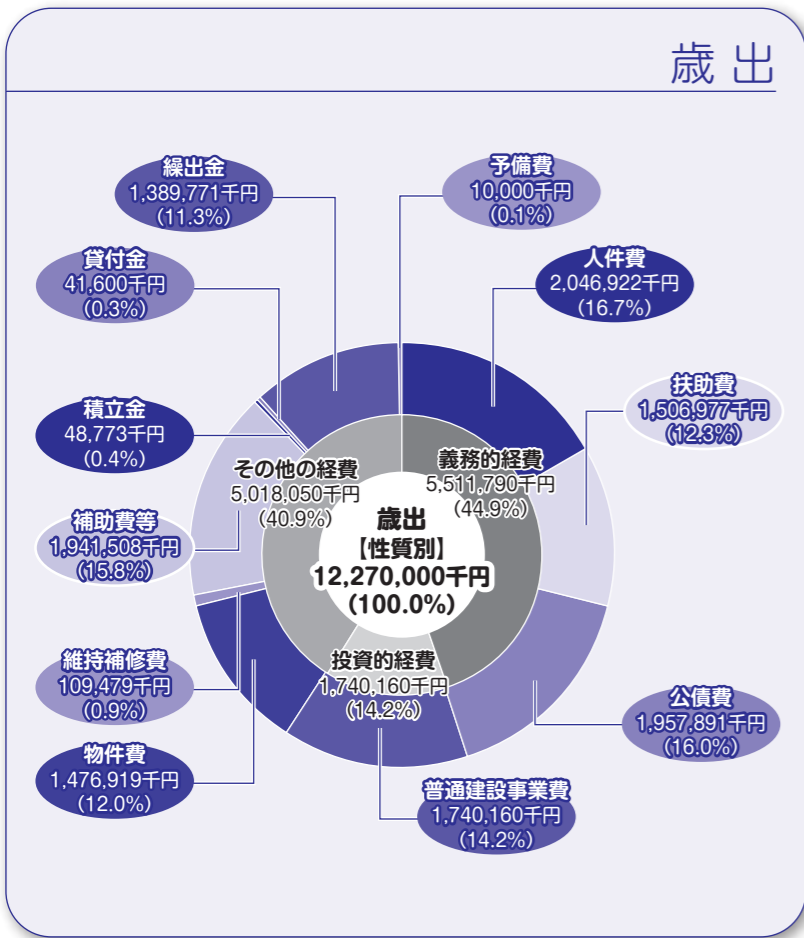 歳出
繰出金
1,389,771千円
(11.3%)
予備費
10,000千円
(0.1%)
貸付金
41,600千円
(0.3%)
人件費
2,046,922千円
(16.7%)
扶助費
1,506,977千円
(12.3%)
積立金
48,773千円
(0.4%)
その他の経費
5,018,050千円
(40.9%)
義務的経費
5,511,790千円
(44.9%)
補助費等
1,941,508千円
(15.8%)
歳出
【性質別】
12,270,000千円
(100.0%)
維持補修費
109,479千円
(0.9%)
投資的経費
1,740,160千円
(14.2%)
公債費
1,957,891千円
(16.0%)
物件費
1,476,919千円
(12.0%)
普通建設事業費
1,740,160千円
(14.2%)